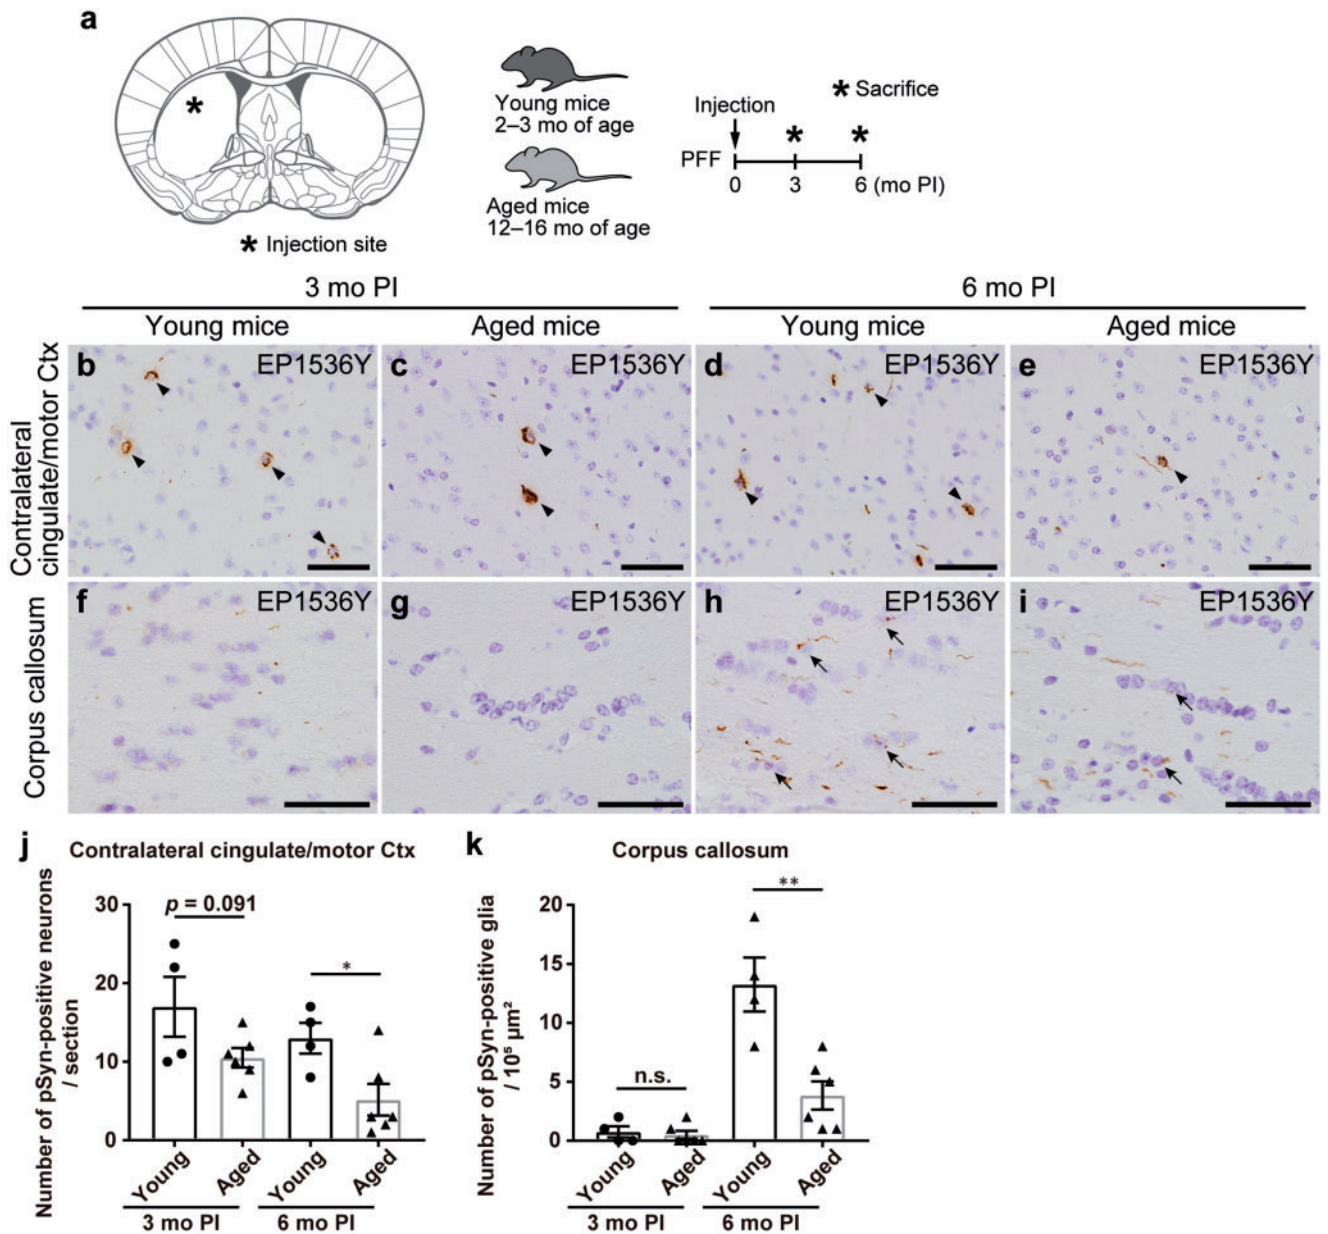 a
Young mice
2–3 mo of age
Aged mice
12–16 mo of age
* Injection site
* Sacrifice
Injection
PFF
0 3 6 (mo PI)
3 mo PI 6 mo PI
Young mice Aged mice Young mice Aged mice
Contralateral
cingulate/motor Ctx
b EP1536Y c EP1536Y d EP1536Y e EP1536Y
Corpus callosum
f EP1536Y g EP1536Y h EP1536Y i EP1536Y
j Contralateral cingulate/motor Ctx
Number of pSyn-positive neurons
/ section
30
20
10
0
p = 0.091
*
Young Aged Young Aged
3 mo PI 6 mo PI
k Corpus callosum
Number of pSyn-positive glia
/ 10⁵ µm²
20
15
10
5
0
n.s.
**
Young Aged Young Aged
3 mo PI 6 mo PI